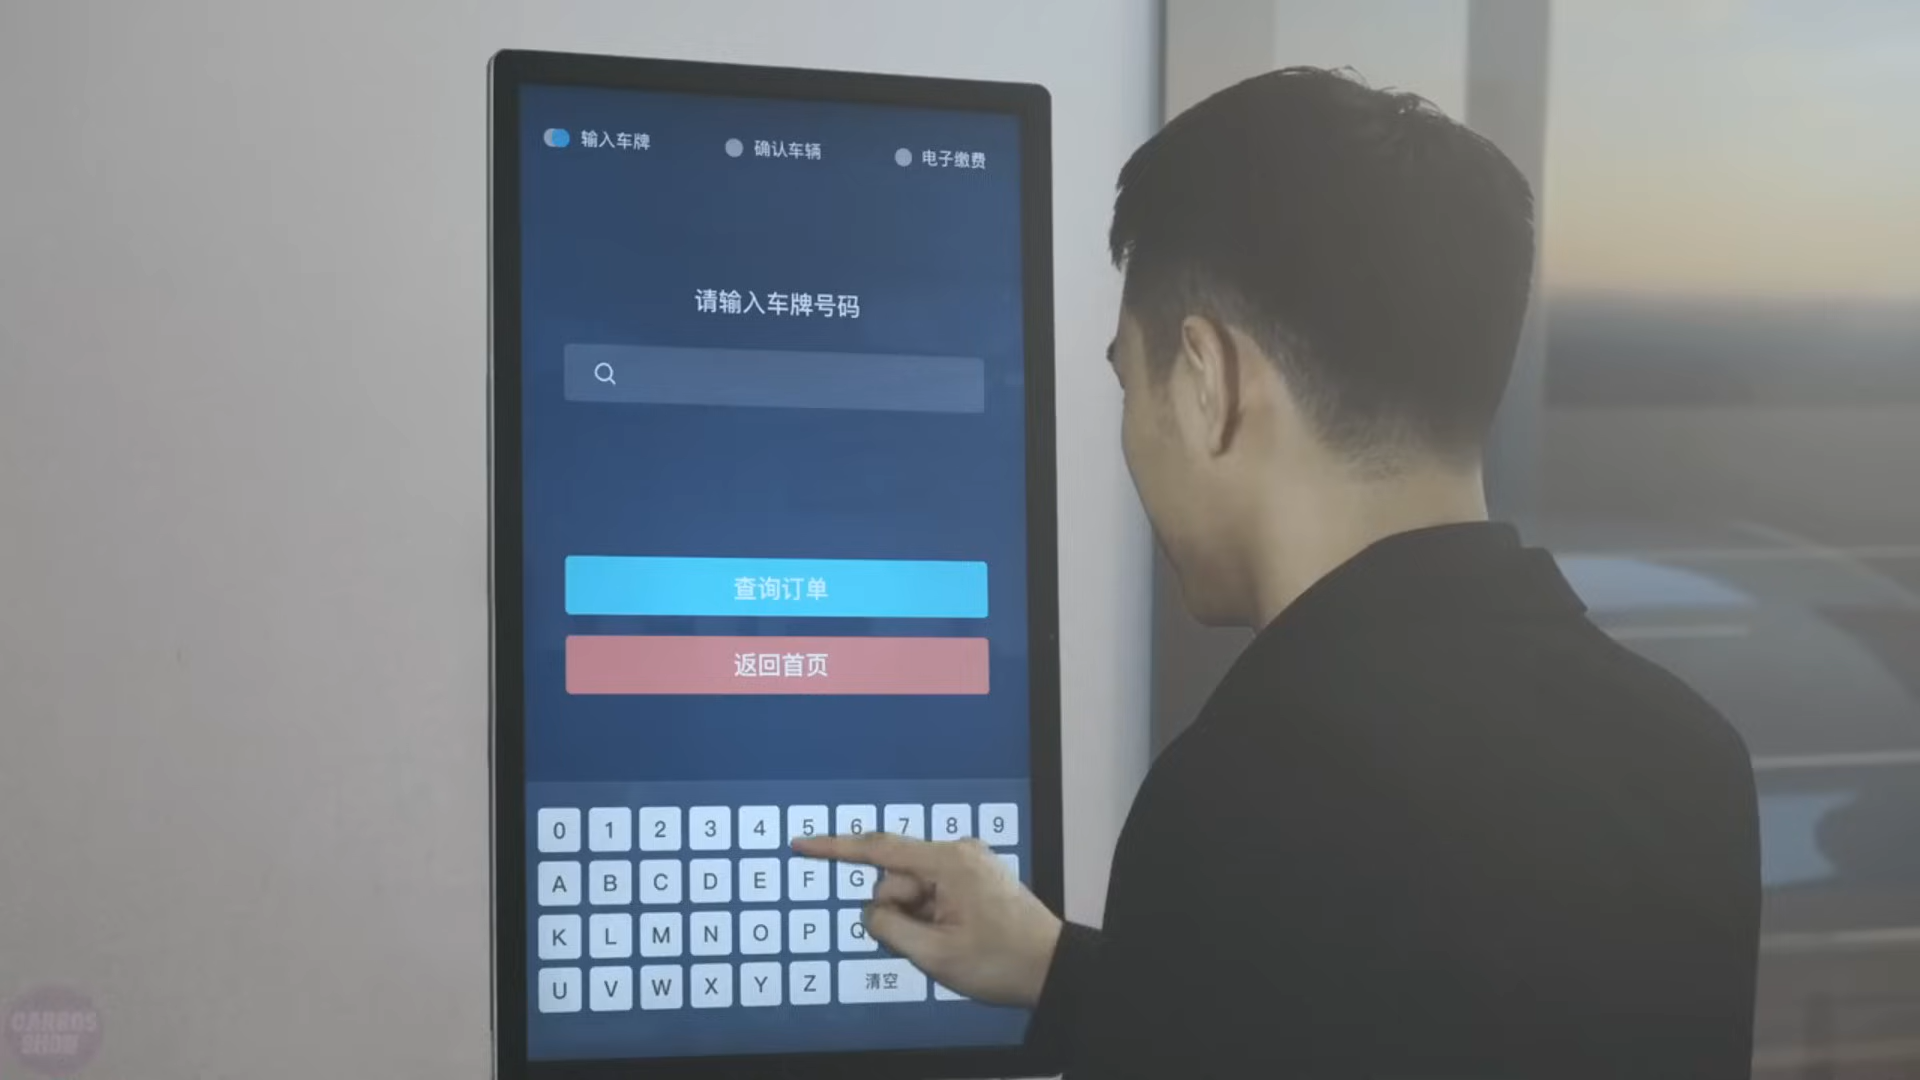 输入车牌 确认车辆 电子缴费
请输入车牌号码
查询订单
返回首页
0 1 2 3 4 5 6 7 8 9
A B C D E F G
K L M N O P Q
U V W X Y Z 清空
CARROS
SHOW